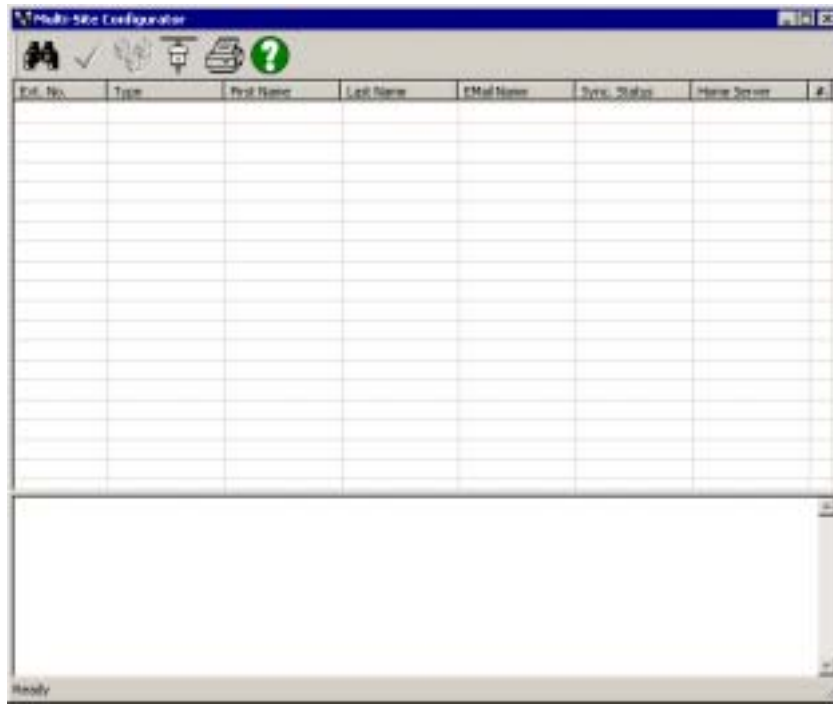 Multi-Site Configurator
?
Ext. No. Type First Name Last Name EMail Name Sync. Status Home Server #.
Ready